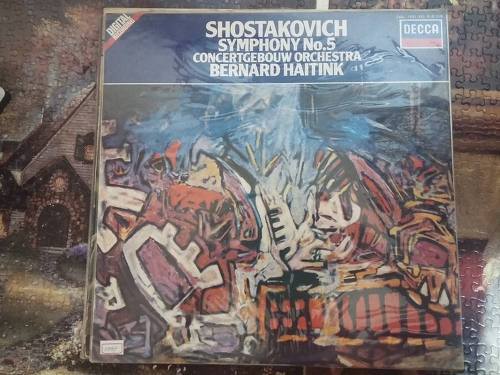 DIGITAL
SHOSTAKOVICH
SYMPHONY No.5
CONCERTGEBOUW ORCHESTRA
BERNARD HAITINK
DECCA